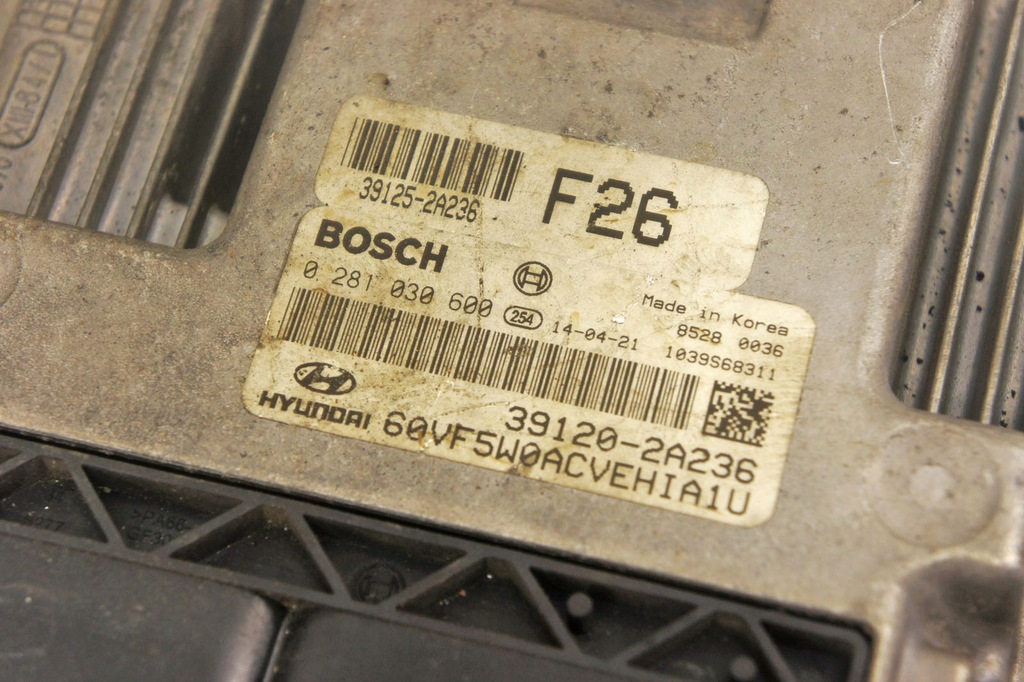 39125-2A236
F26
BOSCH
0 281 030 600
254
14-04-21
Made in Korea
8528 0036
1039S68311
HYUNDAI
39120-2A236
60VF5W0ACVEHIA1U